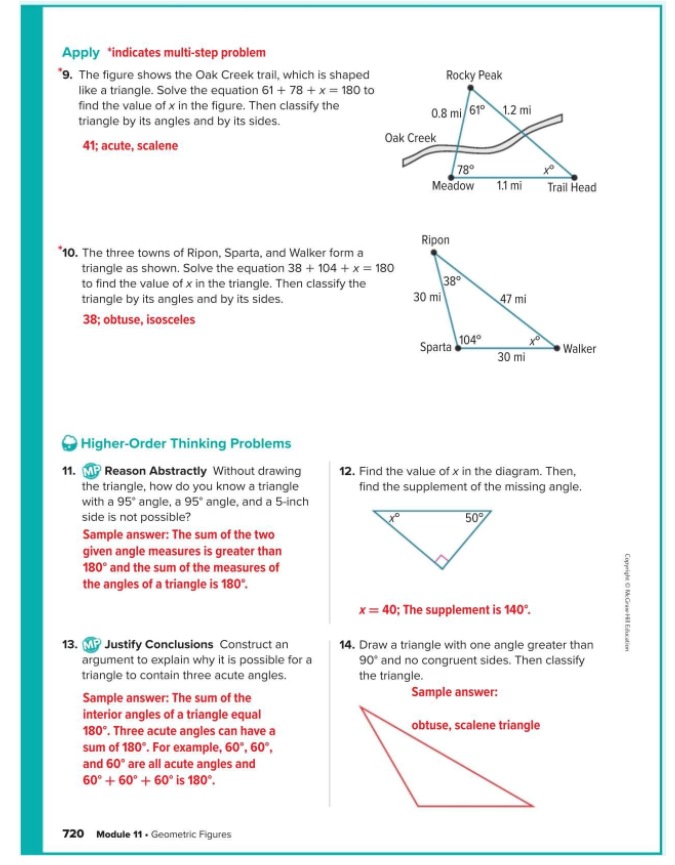 Apply *indicates multi-step problem
*9. The figure shows the Oak Creek trail, which is shaped
like a triangle. Solve the equation 61 + 78 + x = 180 to
find the value of x in the figure. Then classify the
triangle by its angles and by its sides.
41; acute, scalene
Rocky Peak
0.8 mi 61° 1.2 mi
Oak Creek
78° x°
Meadow 1.1 mi Trail Head
*10. The three towns of Ripon, Sparta, and Walker form a
triangle as shown. Solve the equation 38 + 104 + x = 180
to find the value of x in the triangle. Then classify the
triangle by its angles and by its sides.
38; obtuse, isosceles
Ripon
38°
30 mi 47 mi
104° x°
Sparta Walker
30 mi
Higher-Order Thinking Problems
11. MP Reason Abstractly Without drawing
the triangle, how do you know a triangle
with a 95° angle, a 95° angle, and a 5-inch
side is not possible?
Sample answer: The sum of the two
given angle measures is greater than
180° and the sum of the measures of
the angles of a triangle is 180°.
12. Find the value of x in the diagram. Then,
find the supplement of the missing angle.
x° 50°
x = 40; The supplement is 140°.
13. MP Justify Conclusions Construct an
argument to explain why it is possible for a
triangle to contain three acute angles.
Sample answer: The sum of the
interior angles of a triangle equal
180°. Three acute angles can have a
sum of 180°. For example, 60°, 60°,
and 60° are all acute angles and
60° + 60° + 60° is 180°.
14. Draw a triangle with one angle greater than
90° and no congruent sides. Then classify
the triangle.
Sample answer:
obtuse, scalene triangle
Copyright © McGraw-Hill Education
720 Module 11 • Geometric Figures